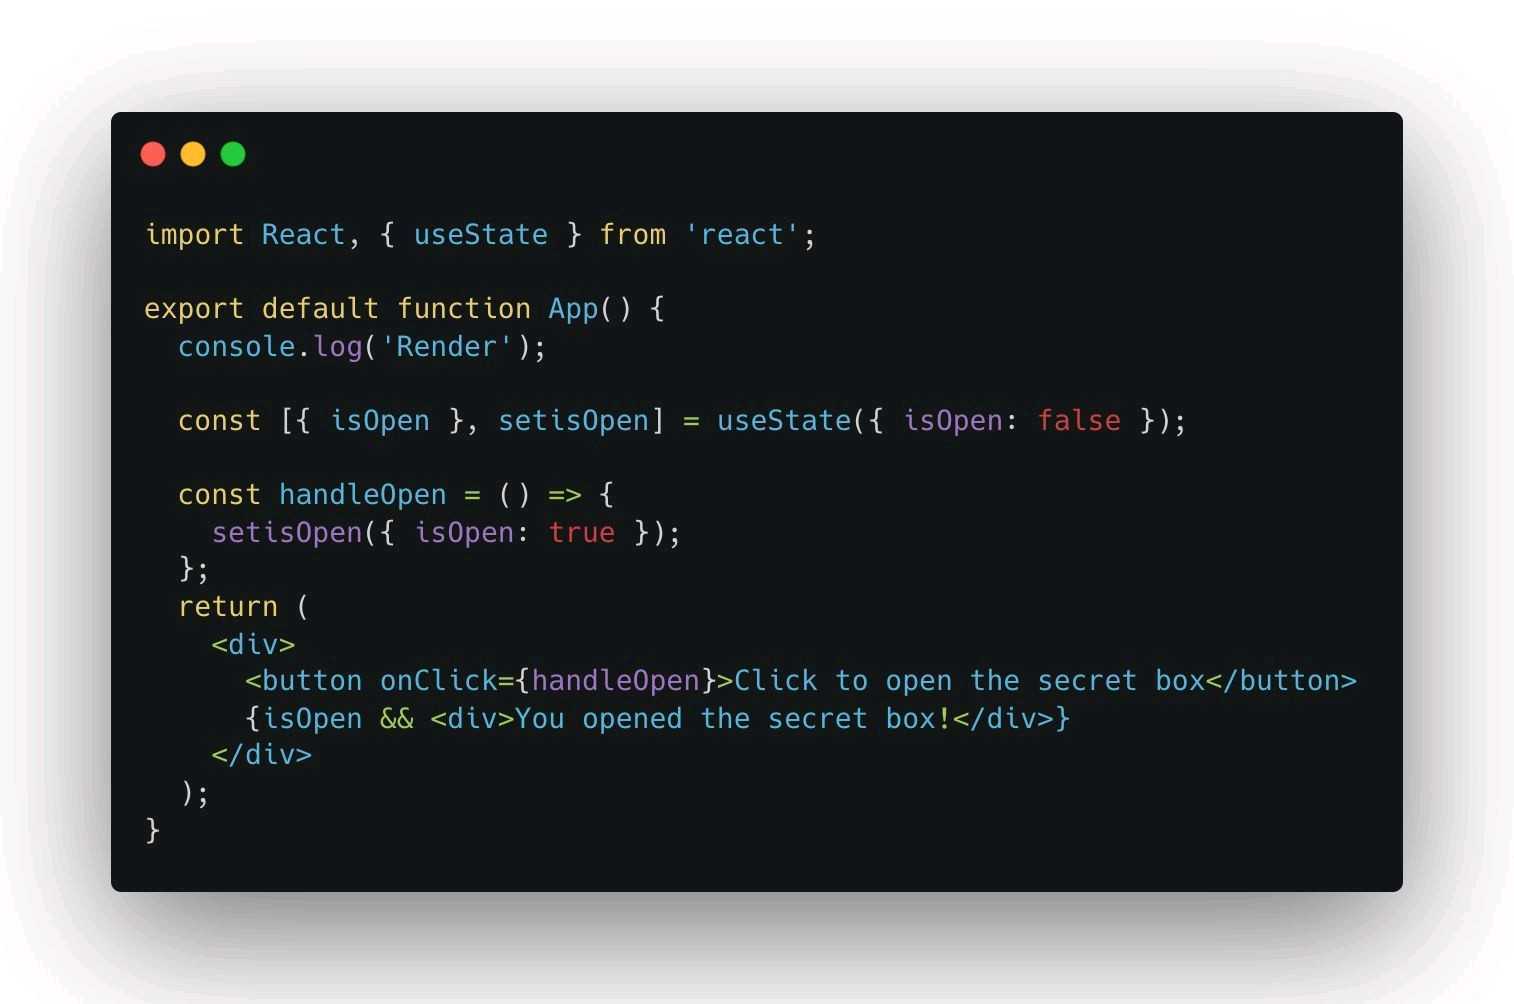 import React, { useState } from 'react';
export default function App() {
console.log('Render');
const [{ isOpen }, setisOpen] = useState({ isOpen: false });
const handleOpen = () => {
setisOpen({ isOpen: true });
};
return (
<div>
<button onClick={handleOpen}>Click to open the secret box</button>
{isOpen && <div>You opened the secret box!</div>}
</div>
);
}